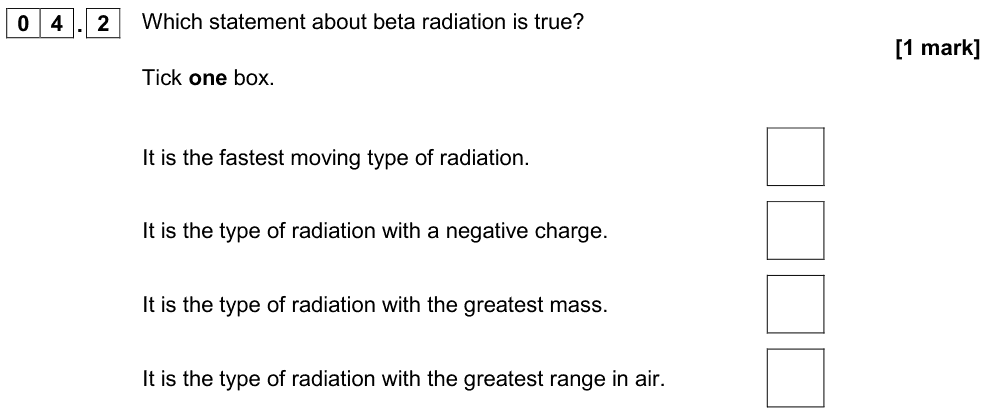 04.2 Which statement about beta radiation is true?
[1 mark]
Tick one box.
It is the fastest moving type of radiation.
It is the type of radiation with a negative charge.
It is the type of radiation with the greatest mass.
It is the type of radiation with the greatest range in air.